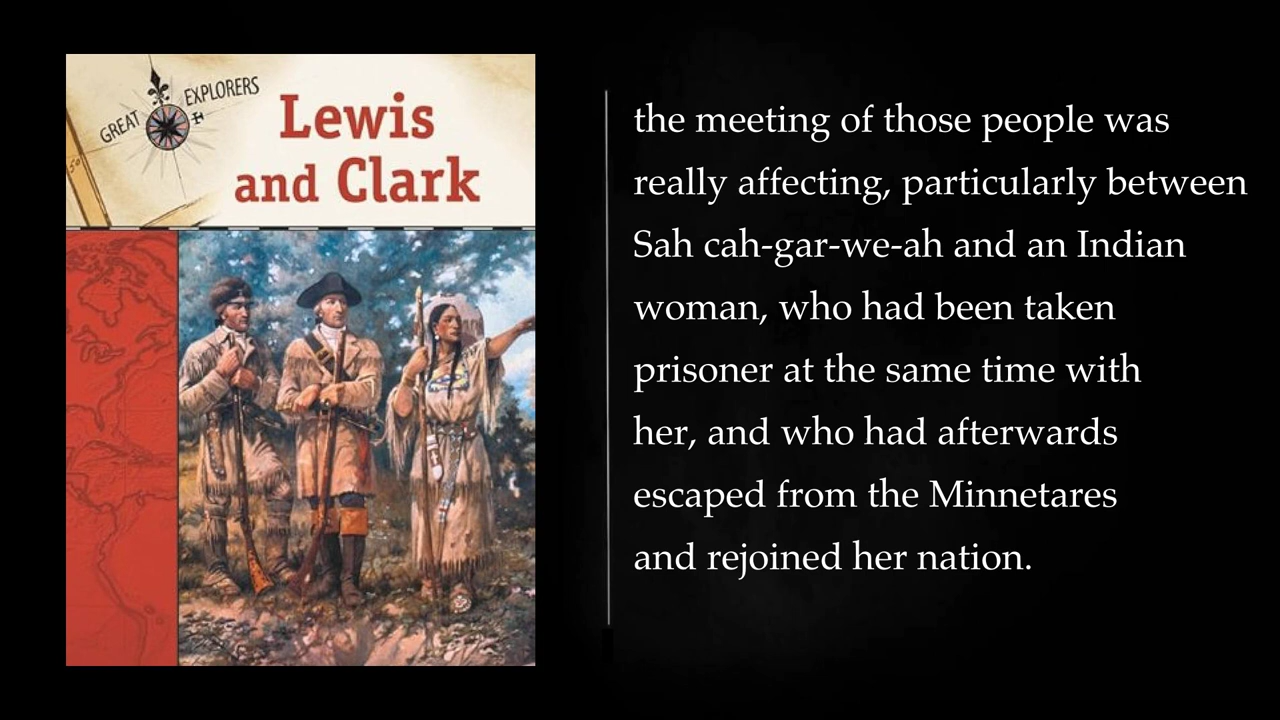 GREAT EXPLORERS
Lewis
and Clark
the meeting of those people was
really affecting, particularly between
Sah cah-gar-we-ah and an Indian
woman, who had been taken
prisoner at the same time with
her, and who had afterwards
escaped from the Minnetares
and rejoined her nation.